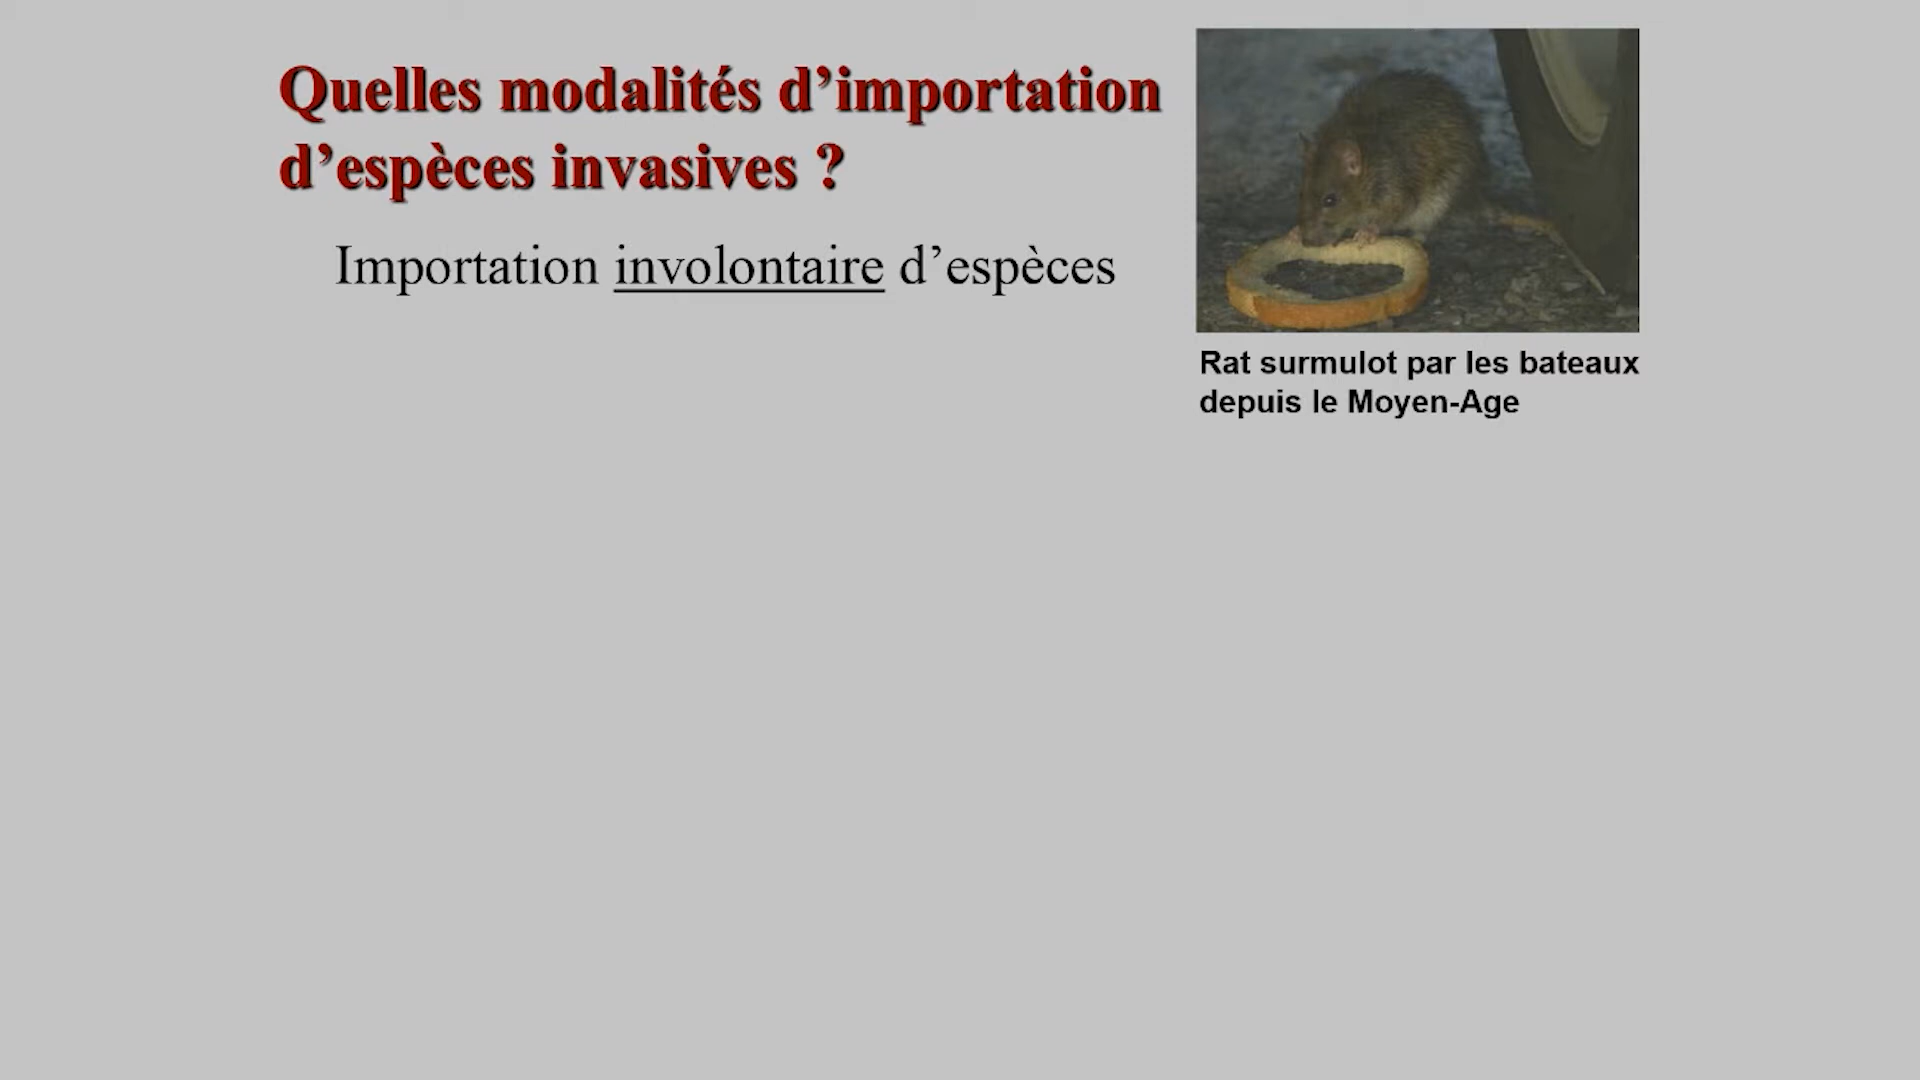 Quelles modalités d’importation
d’espèces invasives ?
Importation involontaire d’espèces
Rat surmulot par les bateaux
depuis le Moyen-Age